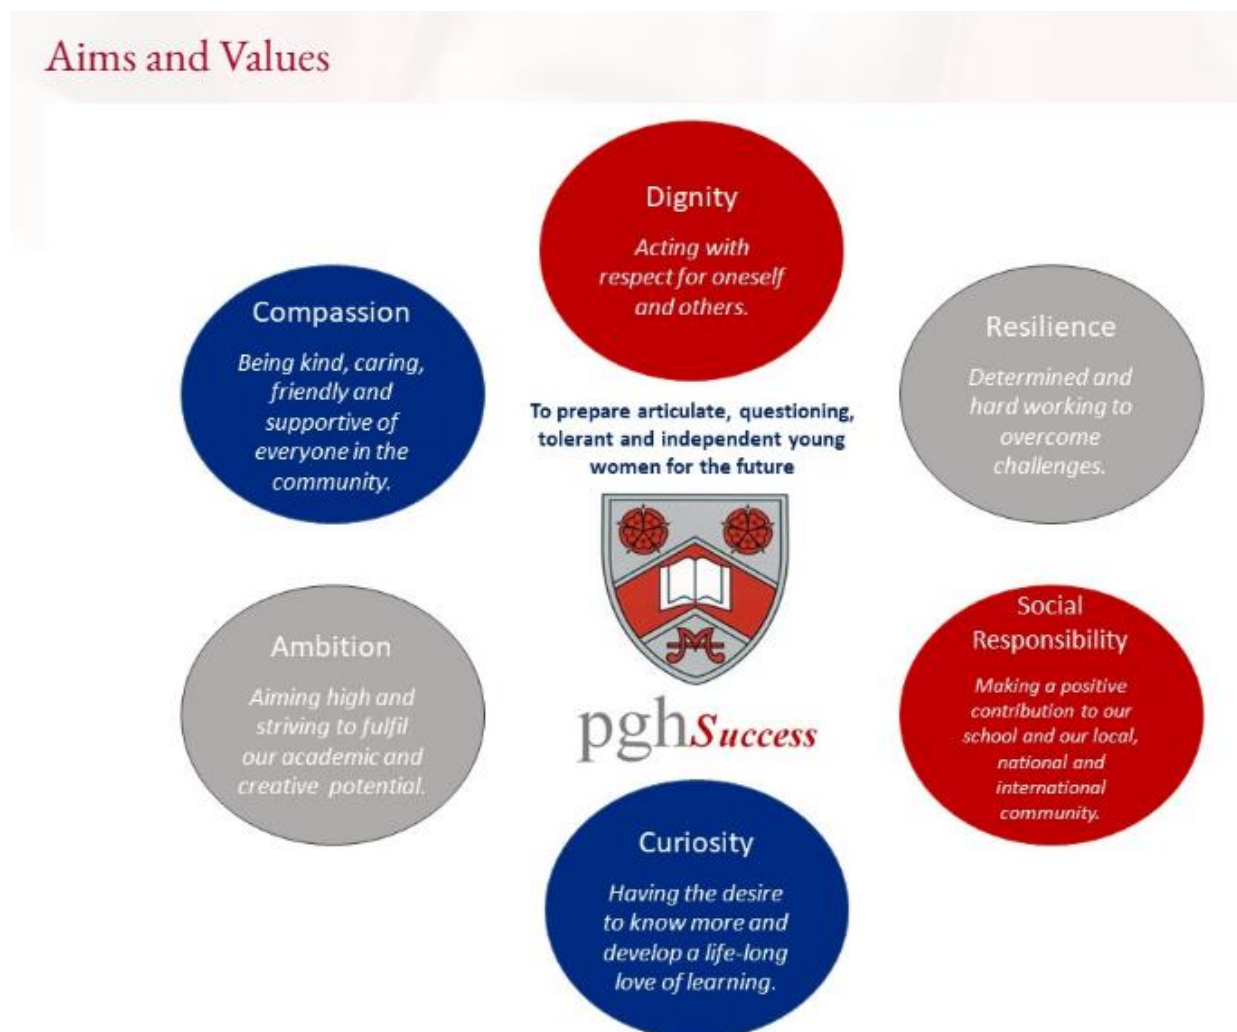 Aims and Values
Dignity
Acting with
respect for oneself
and others.
Compassion
Being kind, caring,
friendly and
supportive of
everyone in the
community.
Resilience
Determined and
hard working to
overcome
challenges.
To prepare articulate, questioning,
tolerant and independent young
women for the future
Ambition
Aiming high and
striving to fulfil
our academic and
creative potential.
M
pghSuccess
Social
Responsibility
Making a positive
contribution to our
school and our local,
national and
international
community.
Curiosity
Having the desire
to know more and
develop a life-long
love of learning.